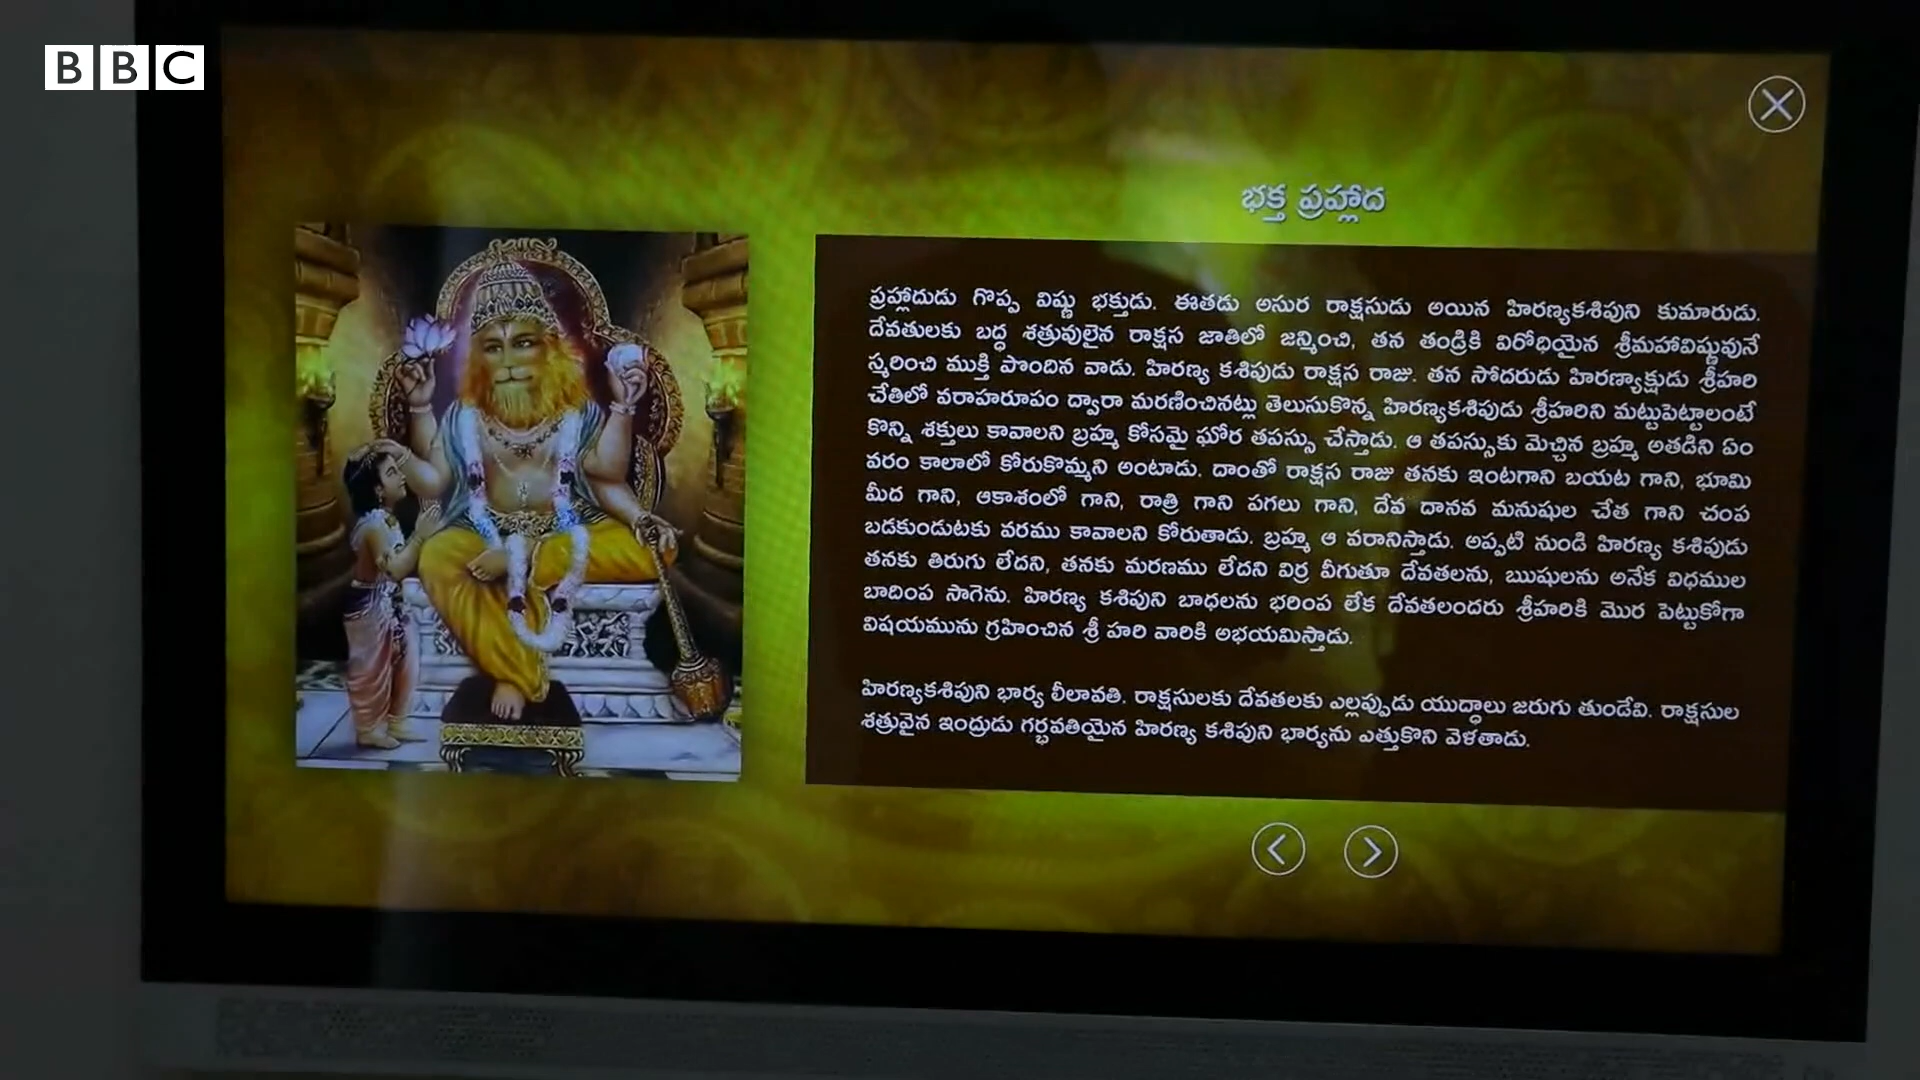 BBC
భక్త ప్రహ్లాద
ప్రహ్లాదుడు గొప్ప విష్ణు భక్తుడు. ఈతడు అసుర రాక్షసుడు అయిన హిరణ్యకశిపుని కుమారుడు.
దేవతులకు బద్ధ శత్రువులైన రాక్షస జాతిలో జన్మించి, తన తండ్రికి విరోధియైన శ్రీమహావిష్ణువునే
స్మరించి ముక్తి పొందిన వాడు. హిరణ్య కశిపుడు రాక్షస రాజు. తన సోదరుడు హిరణ్యాక్షుడు శ్రీహరి
చేతిలో వరాహరూపం ద్వారా మరణించినట్లు తెలుసుకొన్న హిరణ్యకశిపుడు శ్రీహరిని మట్టుపెట్టాలంటే
కొన్ని శక్తులు కావాలని బ్రహ్మ కోసమై ఘోర తపస్సు చేస్తాడు. ఆ తపస్సుకు మెచ్చిన బ్రహ్మ అతడిని ఏం
వరం కాలాలో కోరుకొమ్మని అంటాడు. దాంతో రాక్షస రాజు తనకు ఇంటగాని బయట గాని, భూమి
మీద గాని, ఆకాశంలో గాని, రాత్రి గాని పగలు గాని, దేవ దానవ మనుషుల చేత గాని చంప
బడకుండుటకు వరము కావాలని కోరుతాడు. బ్రహ్మ ఆ వరానిస్తాడు. అప్పటి నుండి హిరణ్య కశిపుడు
తనకు తిరుగు లేదని, తనకు మరణము లేదని విర్ర వీగుతూ దేవతలను, ఋషులను అనేక విధముల
బాదింప సాగెను. హిరణ్య కశిపుని బాధలను భరింప లేక దేవతలందరు శ్రీహరికి మొర పెట్టుకోగా
విషయమును గ్రహించిన శ్రీ హరి వారికి అభయమిస్తాడు.
హిరణ్యకశిపుని భార్య లీలావతి. రాక్షసులకు దేవతలకు ఎల్లప్పుడు యుద్ధాలు జరుగు తుండేవి. రాక్షసుల
శత్రువైన ఇంద్రుడు గర్భవతియైన హిరణ్య కశిపుని భార్యను ఎత్తుకొని వెళతాడు.